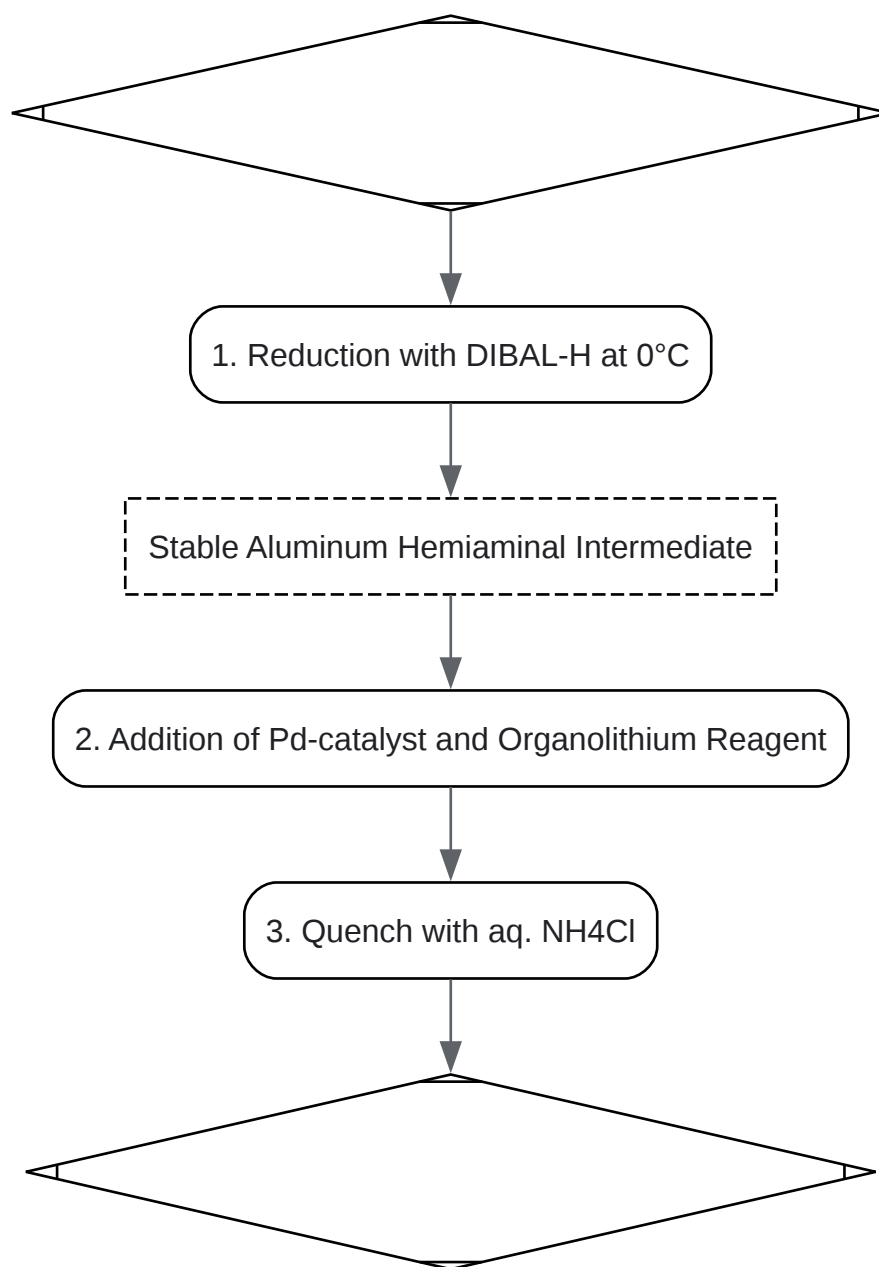 1. Reduction with DIBAL-H at 0°C
Stable Aluminum Hemiaminal Intermediate
2. Addition of Pd-catalyst and Organolithium Reagent
3. Quench with aq. NH4Cl